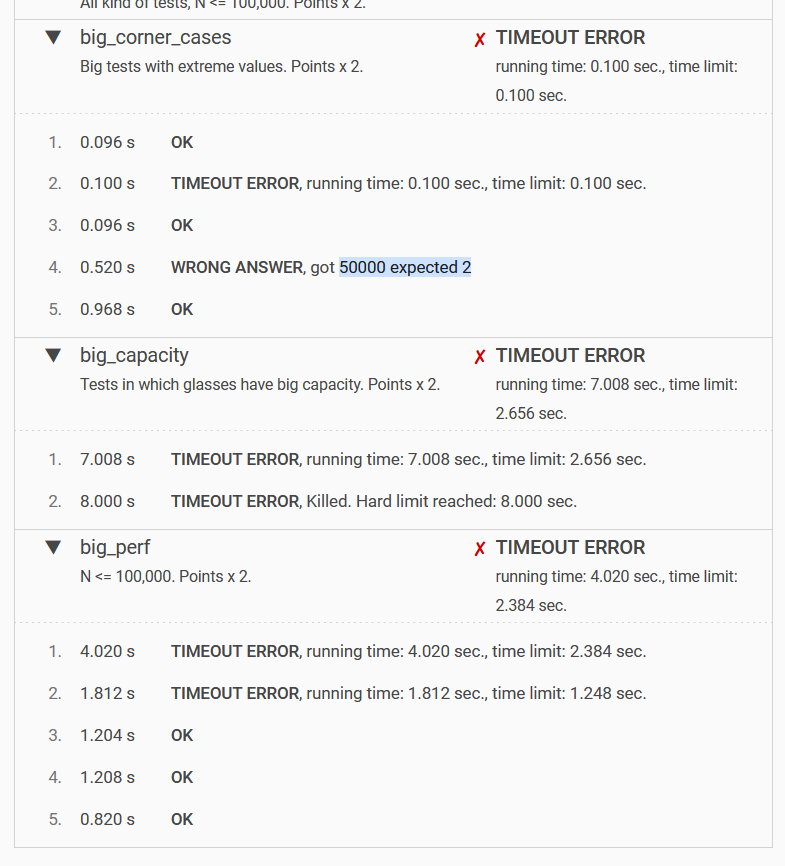 All kind of tests, N <= 100,000. Points x 2.
▼ big_corner_cases ✗ TIMEOUT ERROR
Big tests with extreme values. Points x 2. running time: 0.100 sec., time limit:
0.100 sec.
1. 0.096 s OK
2. 0.100 s TIMEOUT ERROR, running time: 0.100 sec., time limit: 0.100 sec.
3. 0.096 s OK
4. 0.520 s WRONG ANSWER, got 50000 expected 2
5. 0.968 s OK
▼ big_capacity ✗ TIMEOUT ERROR
Tests in which glasses have big capacity. Points x 2. running time: 7.008 sec., time limit:
2.656 sec.
1. 7.008 s TIMEOUT ERROR, running time: 7.008 sec., time limit: 2.656 sec.
2. 8.000 s TIMEOUT ERROR, Killed. Hard limit reached: 8.000 sec.
▼ big_perf ✗ TIMEOUT ERROR
N <= 100,000. Points x 2. running time: 4.020 sec., time limit:
2.384 sec.
1. 4.020 s TIMEOUT ERROR, running time: 4.020 sec., time limit: 2.384 sec.
2. 1.812 s TIMEOUT ERROR, running time: 1.812 sec., time limit: 1.248 sec.
3. 1.204 s OK
4. 1.208 s OK
5. 0.820 s OK